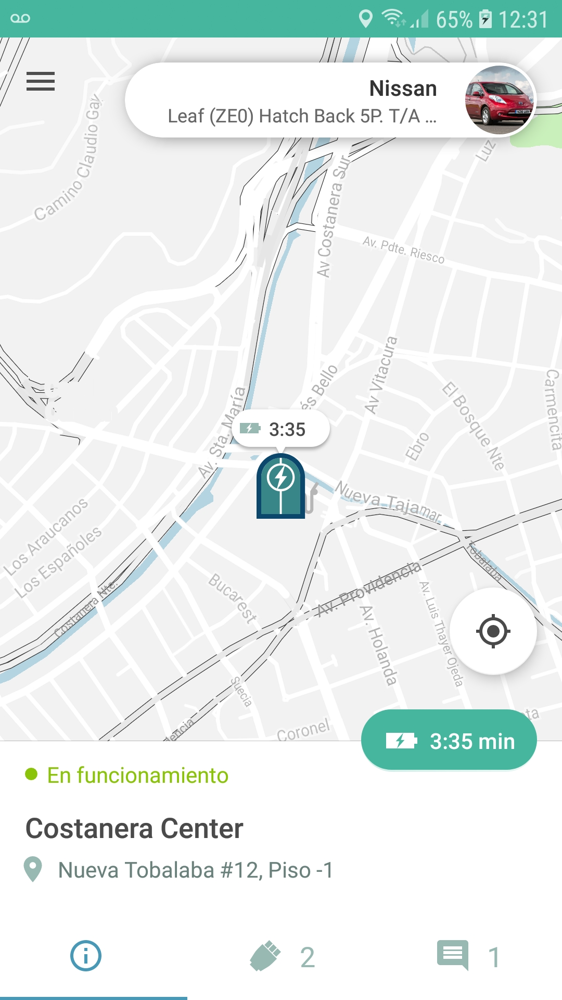 65% 12:31
Nissan
Leaf (ZE0) Hatch Back 5P. T/A ...
Camino Claudio Gay
Luz
Av Costanera Sur
Av. Pdte. Riesco
Av Vitacura
és Bello
El Bosque Nte
Carmencita
Av. Sta. María
3:35
Ebro
Nueva Tajamar
Los Araucanos
Los Españoles
Tobalaba
Costanera Nte.
Bucarest
Av. Providencia
Av. Holanda
Av. Luis Thayer Ojeda
Suecia
dencia
Coronel
ota
3:35 min
En funcionamiento
Costanera Center
Nueva Tobalaba #12, Piso -1
2
1